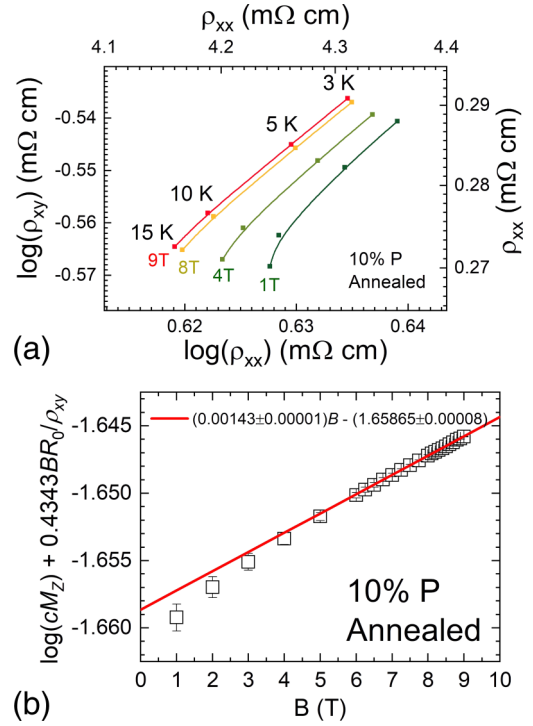 ρxx (mΩ cm)
4.1 4.2 4.3 4.4
log(ρxy) (mΩ cm)
-0.54
-0.55
-0.56
-0.57
3 K
5 K
10 K
15 K
9T 8T 4T 1T
10% P
Annealed
0.29
0.28
0.27
ρxx (mΩ cm)
0.62 0.63 0.64
log(ρxx) (mΩ cm)
(a)
log(cMZ) + 0.4343BR0/ρxy
-1.645
-1.650
-1.655
-1.660
(0.00143±0.00001)B - (1.65865±0.00008)
10% P
Annealed
0 1 2 3 4 5 6 7 8 9 10
B (T)
(b)